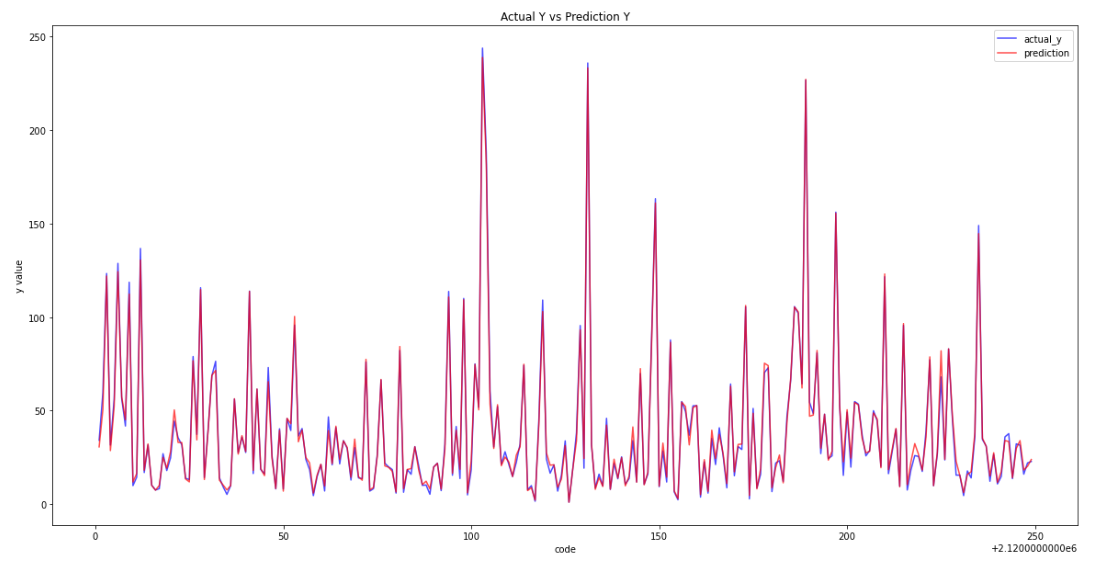 Actual Y vs Prediction Y
actual_y
prediction
250
200
150
100
50
0
y value
0 50 100 150 200 250
code
+2.1200000000e6